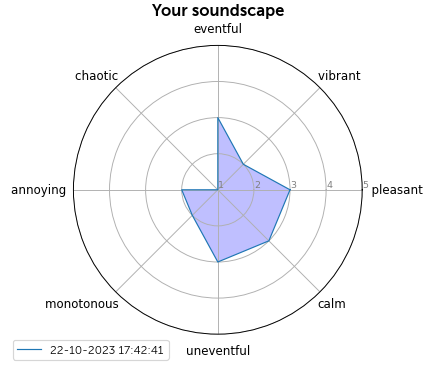 Your soundscape
eventful
chaotic
vibrant
annoying
1 2 3 4 5
pleasant
monotonous
calm
uneventful
22-10-2023 17:42:41